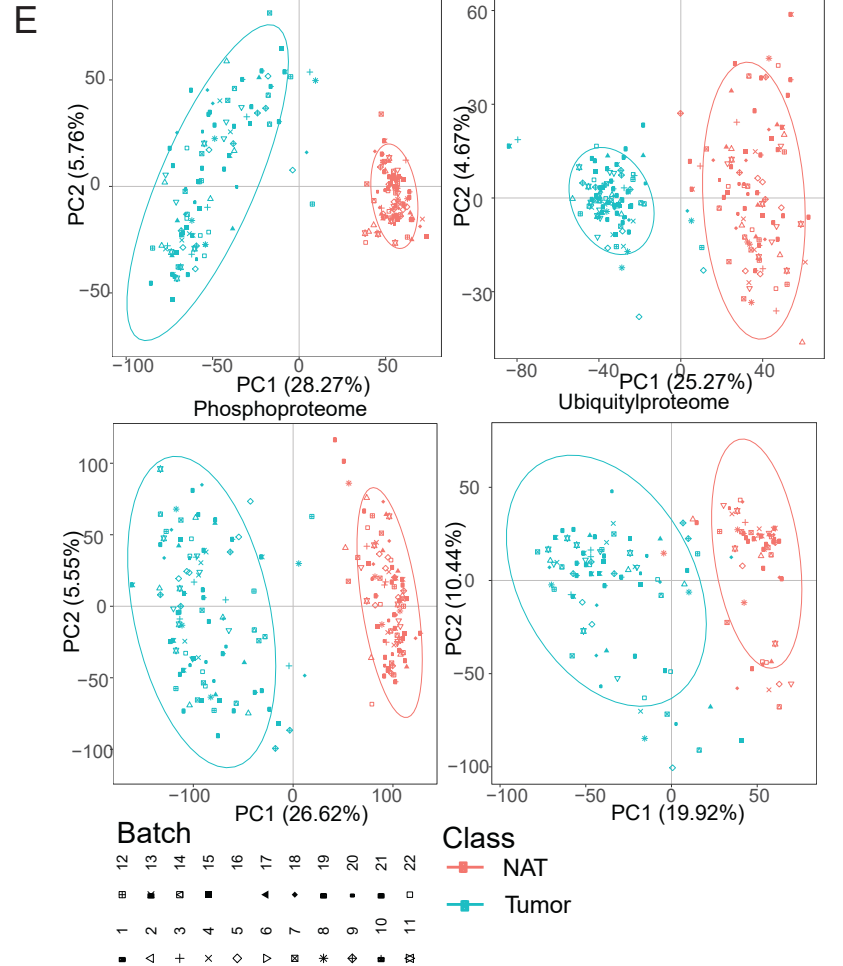 E
60
50
0
−50
PC2 (5.76%)
−100
−50
0
50
PC1 (28.27%)
30
0
−30
PC2 (4.67%)
−80
−40
0
40
PC1 (25.27%)
Phosphoproteome
100
50
0
−50
−100
PC2 (5.55%)
−100
0
100
PC1 (26.62%)
Ubiquitylproteome
50
0
−50
−100
PC2 (10.44%)
−100
−50
0
50
PC1 (19.92%)
Batch
12 13 14 15 16 17 18 19 20 21 22
1 2 3 4 5 6 7 8 9 10 11
Class
NAT
Tumor